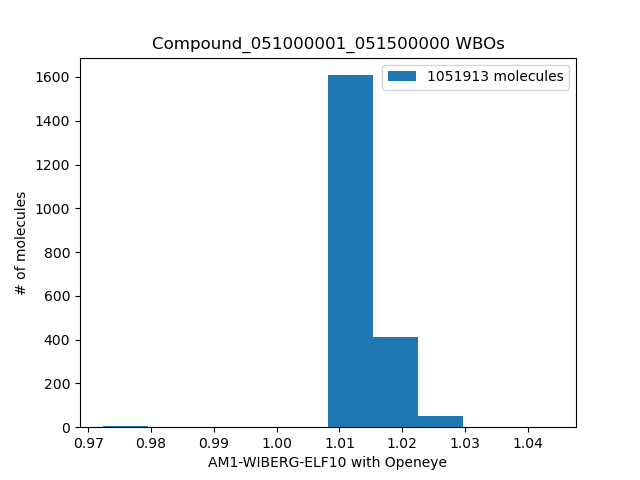 Compound_051000001_051500000 WBOs
1051913 molecules
# of molecules
1600
1400
1200
1000
800
600
400
200
0
0.97 0.98 0.99 1.00 1.01 1.02 1.03 1.04
AM1-WIBERG-ELF10 with Openeye